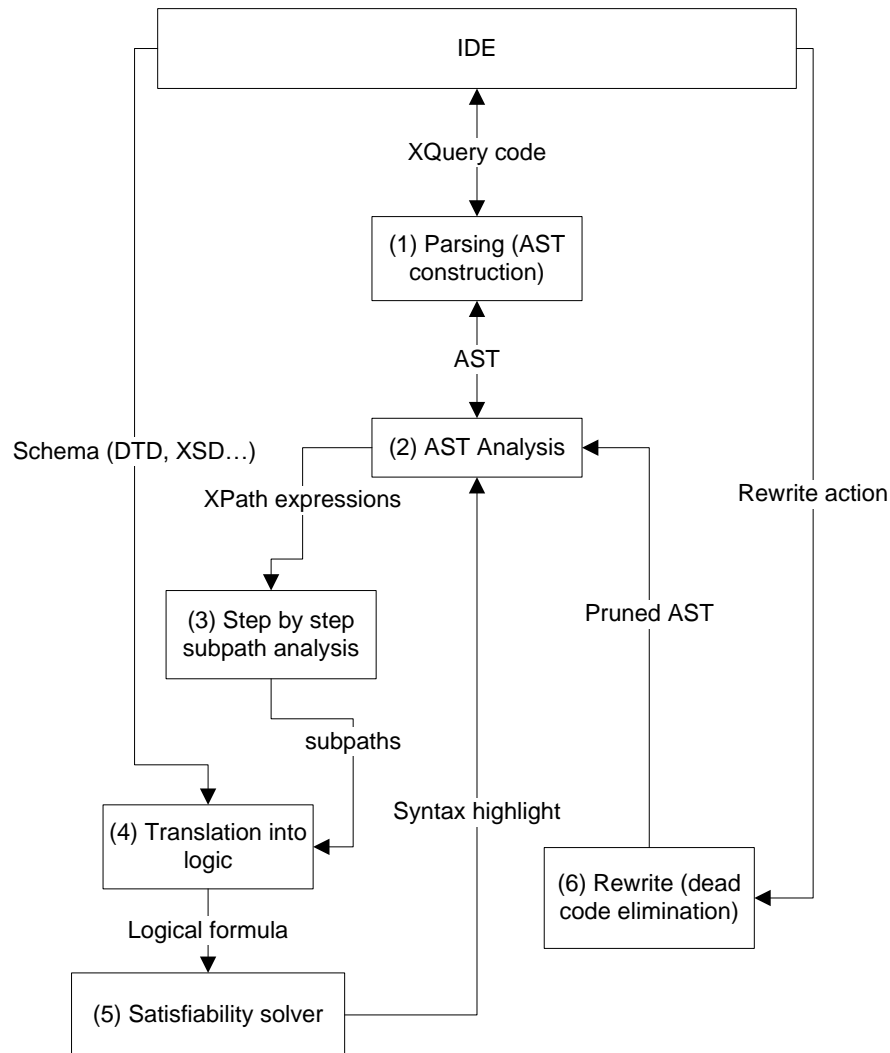 IDE
XQuery code
(1) Parsing (AST
construction)
AST
(2) AST Analysis
Schema (DTD, XSD…)
XPath expressions
Rewrite action
(3) Step by step
subpath analysis
Pruned AST
subpaths
Syntax highlight
(4) Translation into
logic
(6) Rewrite (dead
code elimination)
Logical formula
(5) Satisfiability solver